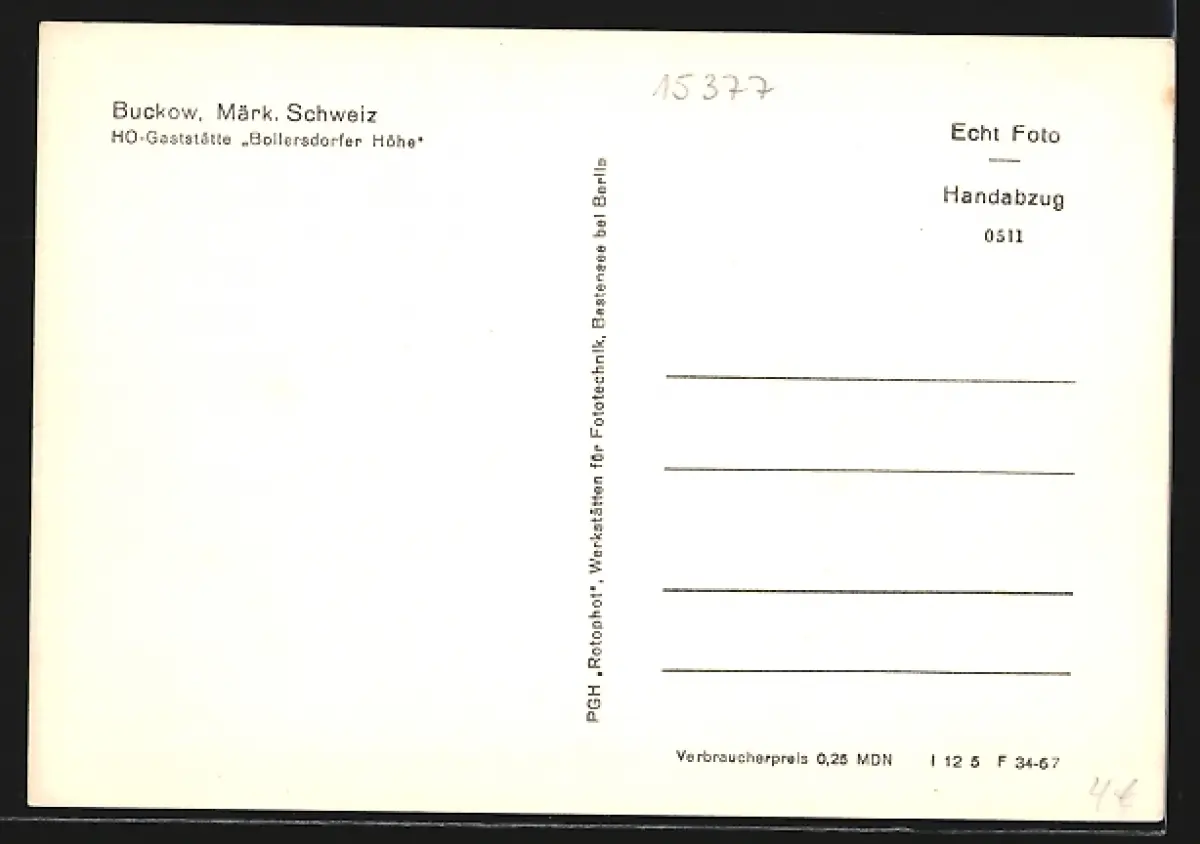 Buckow, Märk. Schweiz
HO-Gaststätte „Bollersdorfer Höhe“
15377
Echt Foto
Handabzug
0511
PGH „Rotophot“, Werkstätten für Fototechnik, Bestensee bei Berlin
Verbraucherpreis 0,25 MDN I 12 5 F 34-67
4€